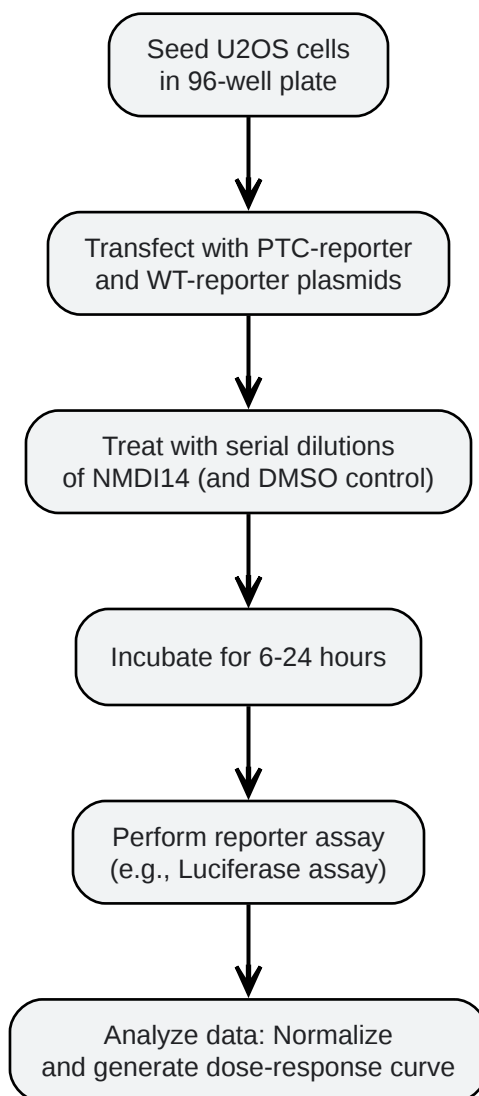 Seed U2OS cells
in 96-well plate
Transfect with PTC-reporter
and WT-reporter plasmids
Treat with serial dilutions
of NMDI14 (and DMSO control)
Incubate for 6-24 hours
Perform reporter assay
(e.g., Luciferase assay)
Analyze data: Normalize
and generate dose-response curve